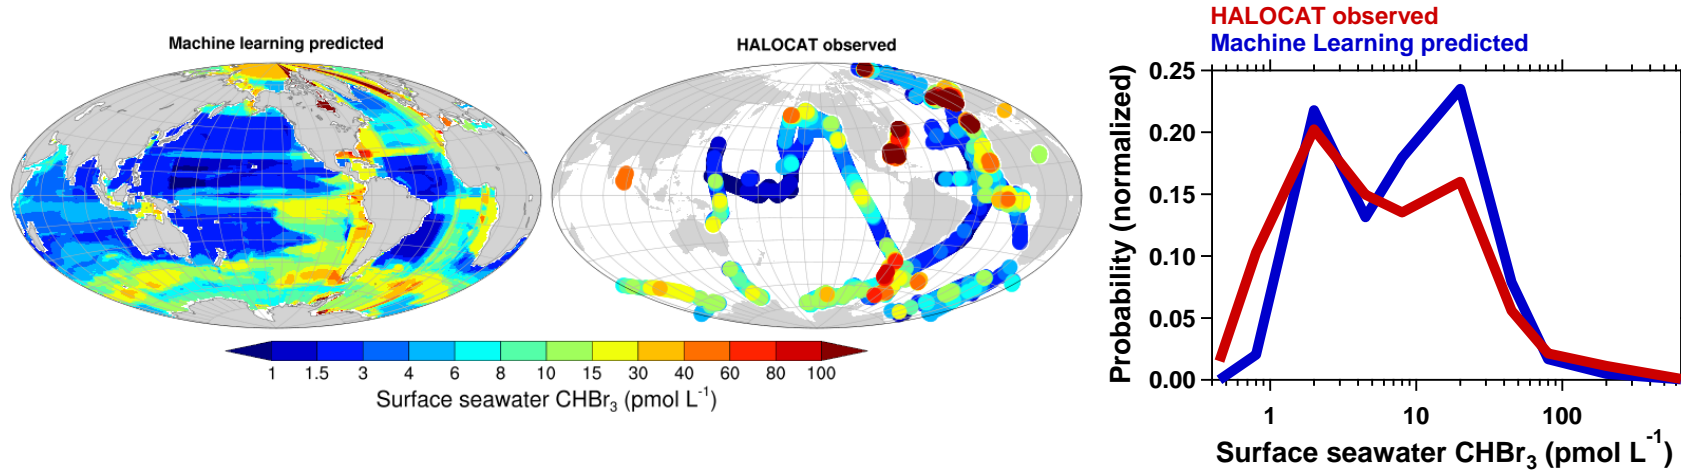 Machine learning predicted
HALOCAT observed
1 1.5 3 4 6 8 10 15 30 40 60 80 100
Surface seawater CHBr₃ (pmol L⁻¹)
HALOCAT observed
Machine Learning predicted
Probability (normalized)
0.25
0.20
0.15
0.10
0.05
0.00
1 10 100
Surface seawater CHBr₃ (pmol L⁻¹)